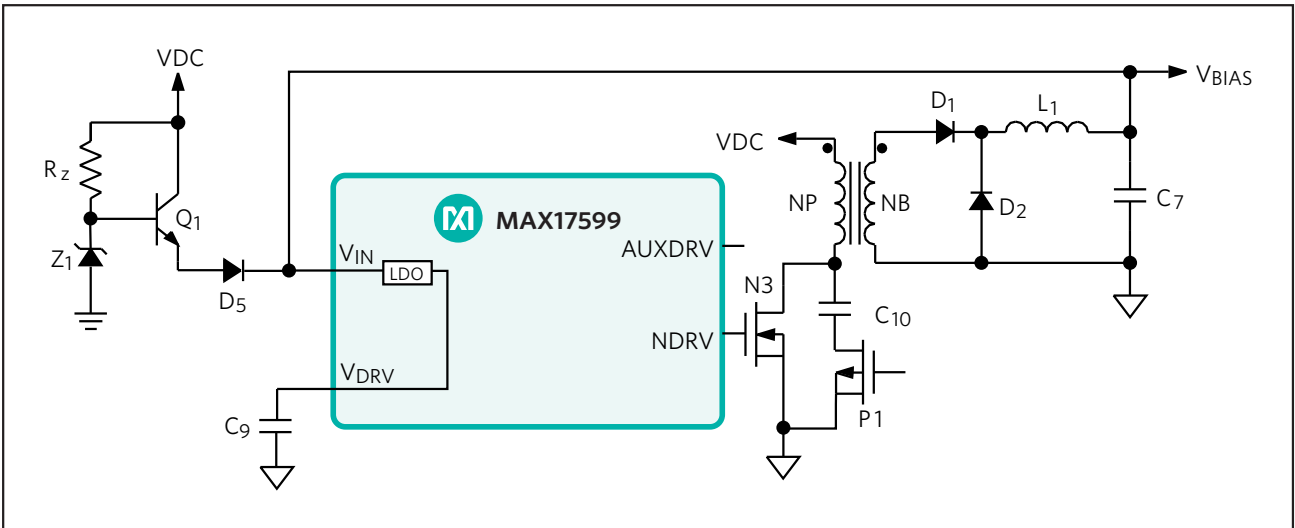 VDC
VBIAS
D1
L1
VDC
RZ
NP
NB
C7
D2
Q1
MAX17599
VIN
AUXDRV
Z1
LDO
D5
N3
C10
NDRV
VDRV
P1
C9